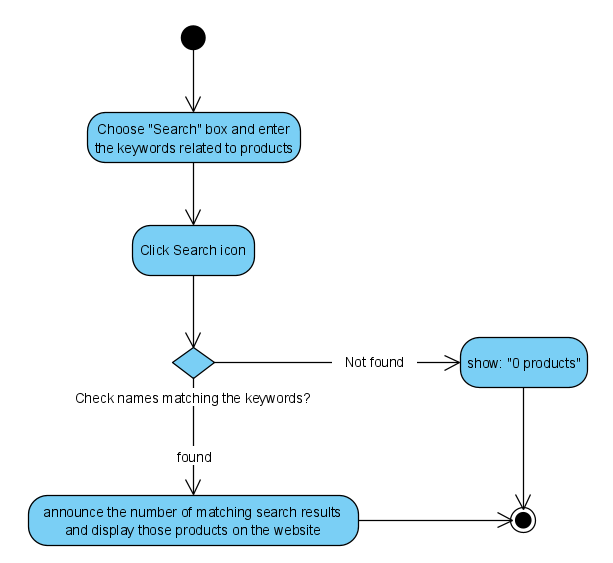 Choose "Search" box and enter
the keywords related to products
Click Search icon
Not found
show: "0 products"
Check names matching the keywords?
found
announce the number of matching search results
and display those products on the website